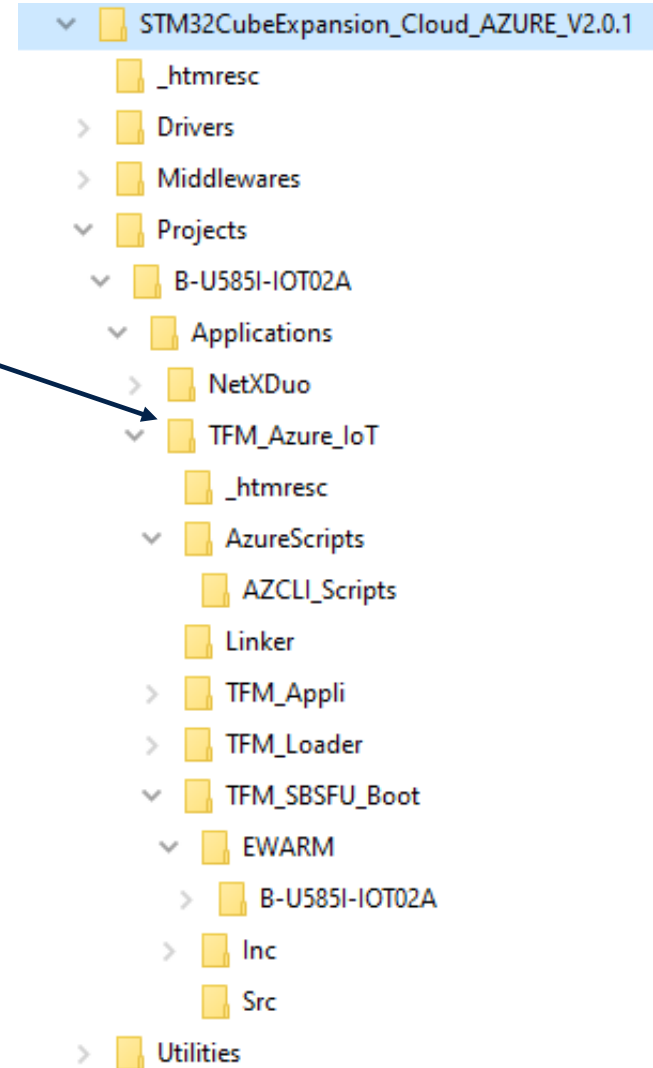 STM32CubeExpansion_Cloud_AZURE_V2.0.1
_htmresc
Drivers
Middlewares
Projects
B-U585I-IOT02A
Applications
NetXDuo
TFM_Azure_IoT
_htmresc
AzureScripts
AZCLI_Scripts
Linker
TFM_Appli
TFM_Loader
TFM_SBSFU_Boot
EWARM
B-U585I-IOT02A
Inc
Src
Utilities